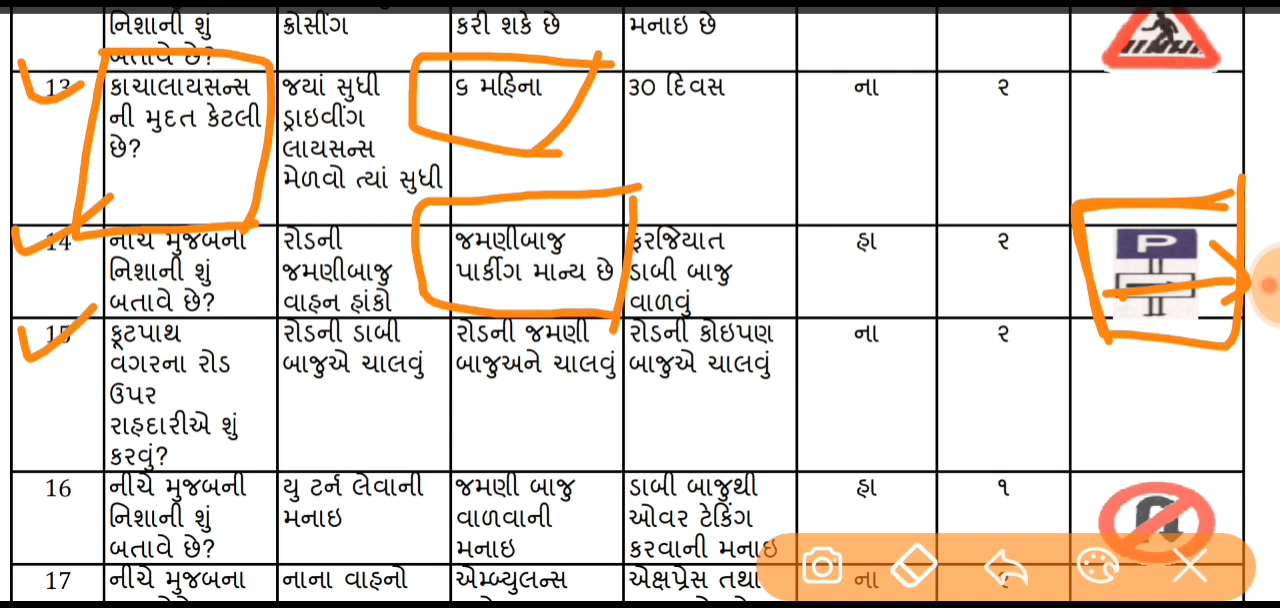 નિશાની શું
બતાવે છે?
ક્રોસીંગ
કરી શકે છે
મનાઇ છે
13
કાચાલાયસન્સ
ની મુદત કેટલી
છે?
જયાં સુધી
ડ્રાઇવીંગ
લાયસન્સ
મેળવો ત્યાં સુધી
૬ મહિના
30 દિવસ
ના
૨
14
નીચે મુજબની
નિશાની શું
બતાવે છે?
રોડની
જમણીબાજુ
વાહન હાંકો
જમણીબાજુ
પાર્કીગ માન્ય છે
ફરજિયાત
ડાબી બાજુ
વાળવું
હા
૨
P
15
ફૂટપાથ
વગરના રોડ
ઉપર
રાહદારીએ શું
કરવું?
રોડની ડાબી
બાજુએ ચાલવું
રોડની જમણી
બાજુઅને ચાલવું
રોડની કોઇપણ
બાજુએ ચાલવું
ના
૨
16
નીચે મુજબની
નિશાની શું
બતાવે છે?
યુ ટર્ન લેવાની
મનાઇ
જમણી બાજુ
વાળવાની
મનાઇ
ડાબી બાજુથી
ઓવર ટેકિંગ
કરવાની મનાઇ
હા
૧
17
નીચે મુજબના
નાના વાહનો
એમ્બ્યુલન્સ
એક્ષપ્રેસ તથા
ના